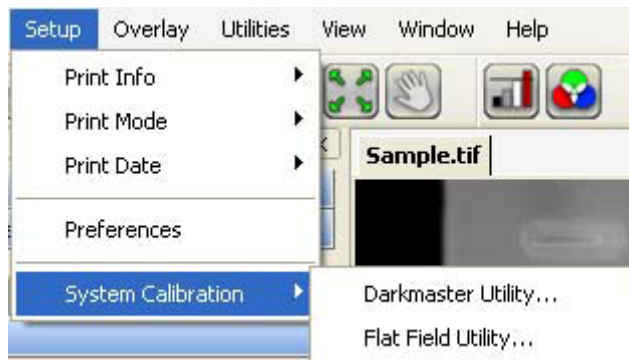 Setup Overlay Utilities View Window Help
Print Info
Print Mode
Print Date
Sample.tif
Preferences
System Calibration
Darkmaster Utility...
Flat Field Utility...